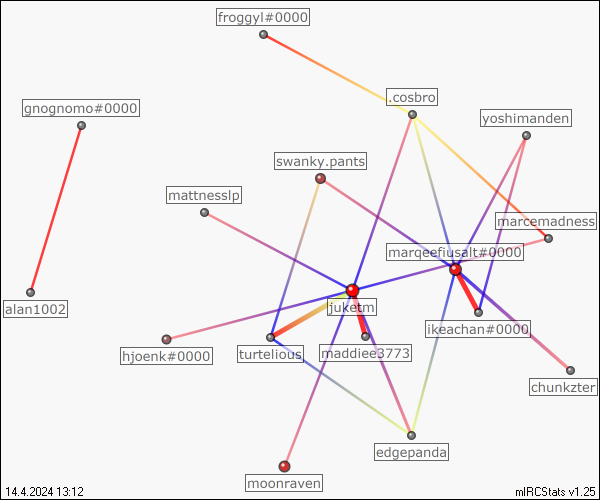 froggyl#0000
.cosbro
gnognomo#0000
yoshimanden
swanky.pants
mattnesslp
marcemadness
marqeefiusalt#0000
alan1002
juketm
ikeachan#0000
hjoenk#0000
turtelious
maddiee3773
chunkzter
edgepanda
moonraven
14.4.2024 13:12
mIRCStats v1.25